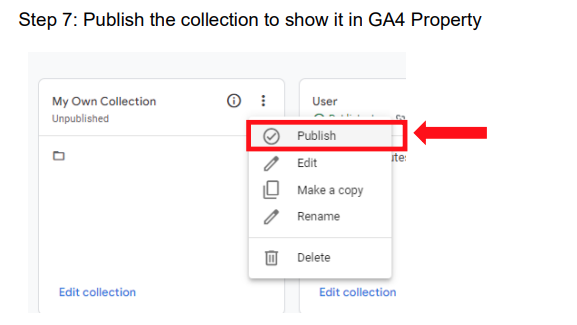 Step 7: Publish the collection to show it in GA4 Property
My Own Collection
Unpublished
User
Publish
Edit
Make a copy
Rename
Delete
Edit collection
Edit collection